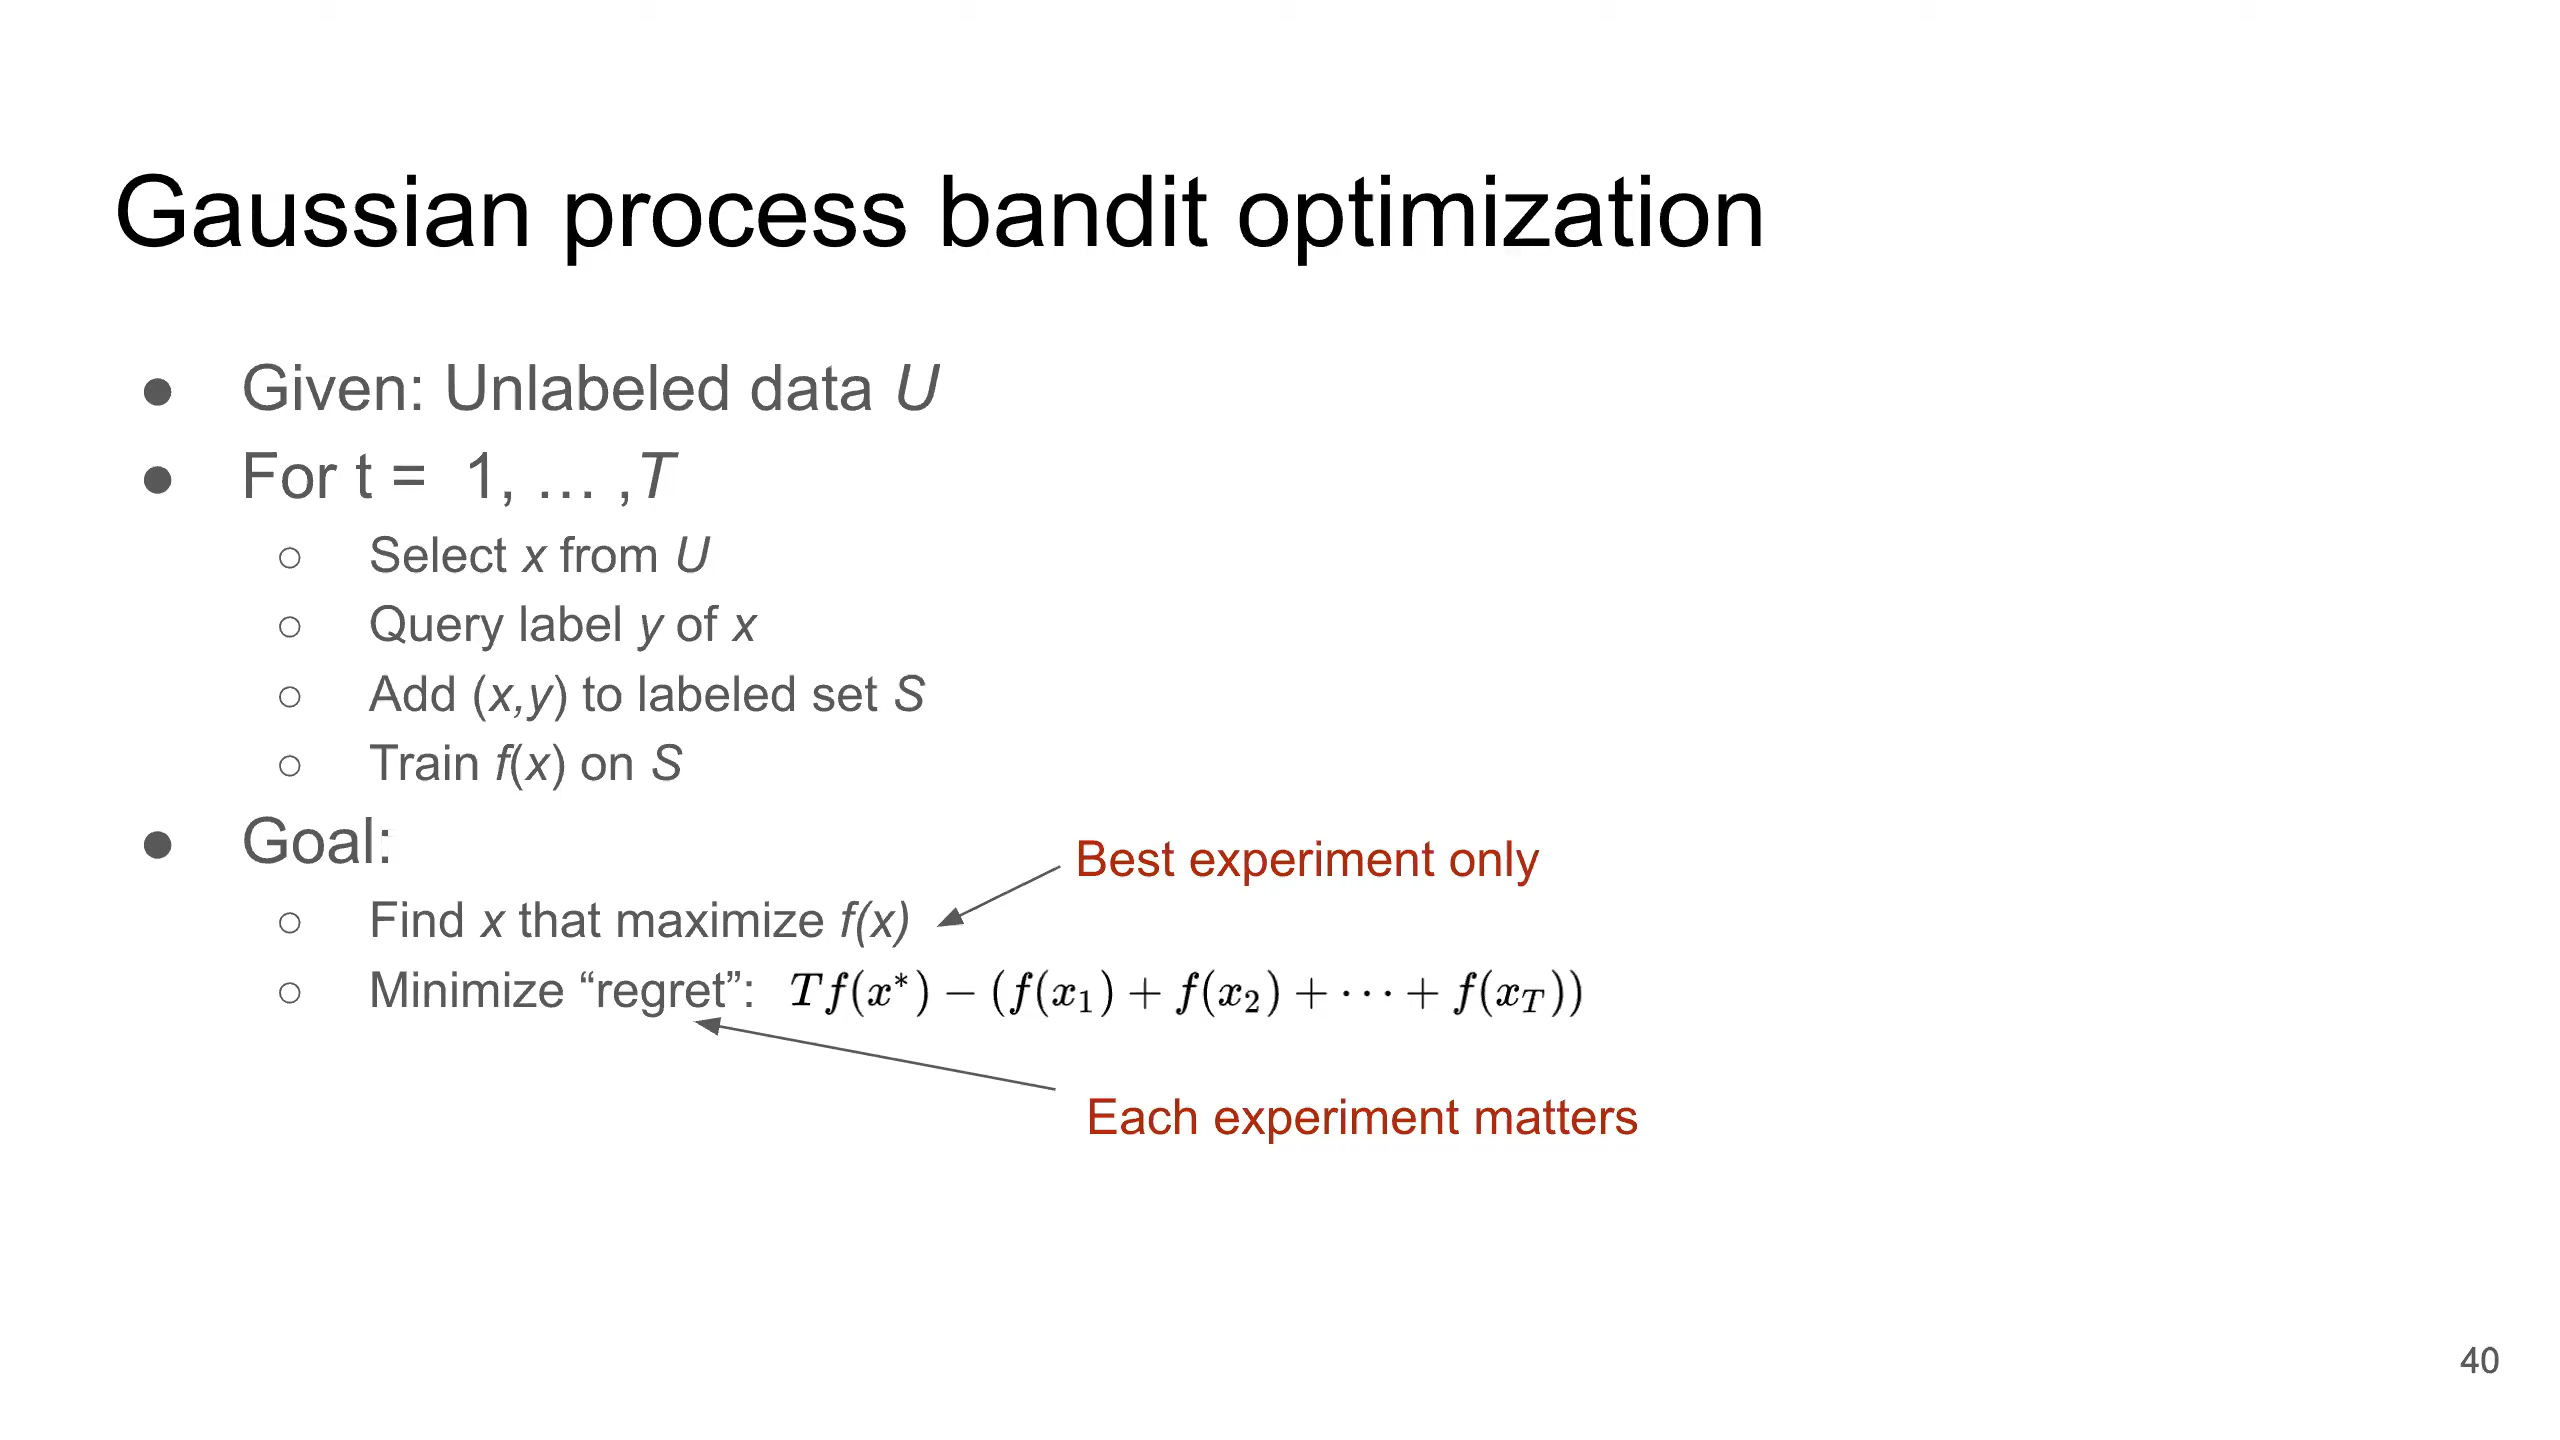 Gaussian process bandit optimization
● Given: Unlabeled data U
● For t = 1, … ,T
○ Select x from U
○ Query label y of x
○ Add (x,y) to labeled set S
○ Train f(x) on S
● Goal:
Best experiment only
○ Find x that maximize f(x)
○ Minimize “regret”: Tf(x*) − (f(x₁) + f(x₂) + ··· + f(x_T))
Each experiment matters
40